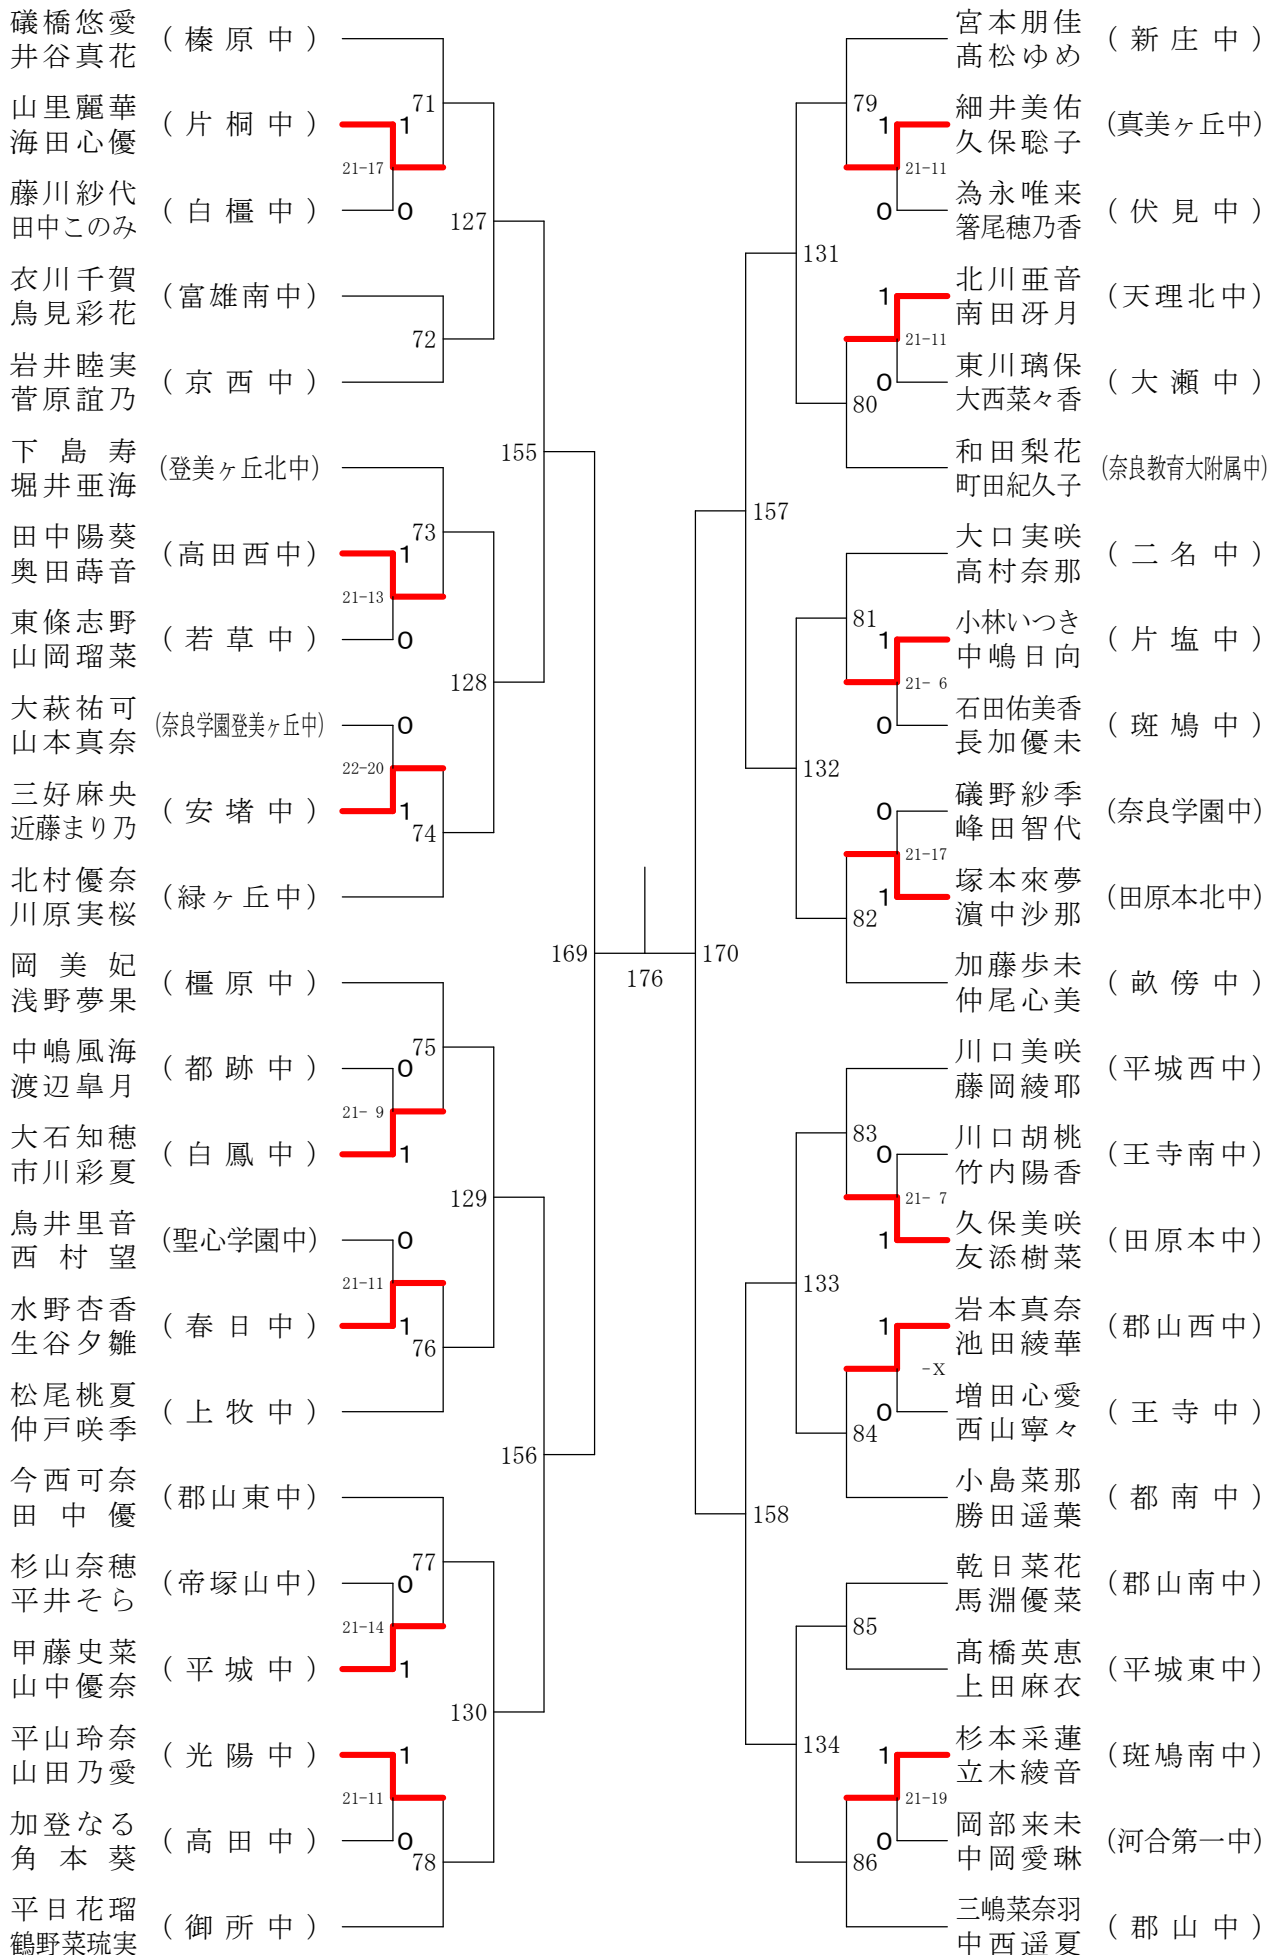 礒橋悠愛
井谷真花
(榛原中)
山里麗華
海田心優
(片桐中)
1
71
21-17
藤川紗代
田中このみ
(白橿中)
0
127
衣川千賀
鳥見彩花
(富雄南中)
72
岩井睦実
菅原誼乃
(京西中)
155
下島寿
堀井亜海
(登美ヶ丘北中)
73
田中陽葵
奥田蒔音
(高田西中)
1
21-13
東條志野
山岡瑠菜
(若草中)
0
128
大萩祐可
山本真奈
(奈良学園登美ヶ丘中)
0
22-20
三好麻央
近藤まり乃
(安堵中)
1
74
北村優奈
川原実桜
(緑ヶ丘中)
169
176
170
岡美妃
浅野夢果
(橿原中)
75
中嶋風海
渡辺皐月
(都跡中)
0
21- 9
大石知穂
市川彩夏
(白鳳中)
1
129
鳥井里音
西村望
(聖心学園中)
0
21-11
水野杏香
生谷夕雛
(春日中)
1
76
松尾桃夏
仲戸咲季
(上牧中)
156
今西可奈
田中優
(郡山東中)
77
杉山奈穂
平井そら
(帝塚山中)
0
21-14
甲藤史菜
山中優奈
(平城中)
1
130
平山玲奈
山田乃愛
(光陽中)
1
21-11
加登なる
角本葵
(高田中)
0
78
平日花瑠
鶴野菜琉実
(御所中)
宮本朋佳
髙松ゆめ
(新庄中)
79
細井美佑
久保聡子
(真美ヶ丘中)
1
21-11
為永唯来
箸尾穂乃香
(伏見中)
0
131
北川亜音
南田冴月
(天理北中)
1
21-11
東川璃保
大西菜々香
(大瀬中)
0
80
和田梨花
町田紀久子
(奈良教育大附属中)
157
大口実咲
高村奈那
(二名中)
81
小林いつき
中嶋日向
(片塩中)
1
21- 6
石田佑美香
長加優未
(斑鳩中)
0
132
礒野紗季
峰田智代
(奈良学園中)
0
21-17
塚本來夢
濵中沙那
(田原本北中)
1
82
加藤歩未
仲尾心美
(畝傍中)
川口美咲
藤岡綾耶
(平城西中)
83
川口胡桃
竹内陽香
(王寺南中)
0
21- 7
久保美咲
友添樹菜
(田原本中)
1
133
岩本真奈
池田綾華
(郡山西中)
1
-X
増田心愛
西山寧々
(王寺中)
0
84
小島菜那
勝田遥葉
(都南中)
158
乾日菜花
馬淵優菜
(郡山南中)
85
髙橋英恵
上田麻衣
(平城東中)
134
杉本采蓮
立木綾音
(斑鳩南中)
1
21-19
岡部来未
中岡愛琳
(河合第一中)
0
86
三嶋菜奈羽
中西遥夏
(郡山中)